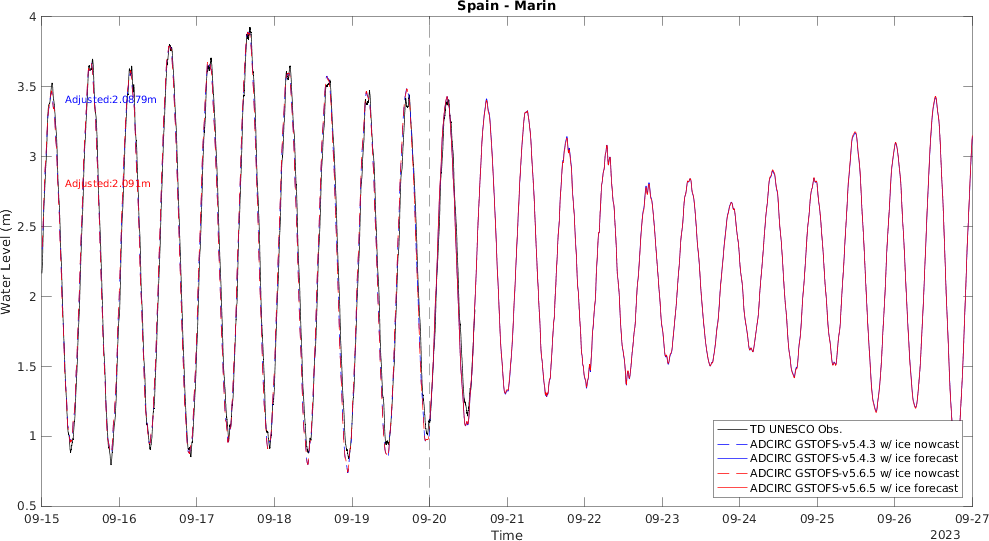 Spain - Marin
4
3.5
3
2.5
2
1.5
1
0.5
Water Level (m)
Adjusted:2.0879m
Adjusted:2.091m
TD UNESCO Obs.
ADCIRC GSTOFS-v5.4.3 w/ ice nowcast
ADCIRC GSTOFS-v5.4.3 w/ ice forecast
ADCIRC GSTOFS-v5.6.5 w/ ice nowcast
ADCIRC GSTOFS-v5.6.5 w/ ice forecast
09-15 09-16 09-17 09-18 09-19 09-20 09-21 09-22 09-23 09-24 09-25 09-26 09-27
Time
2023